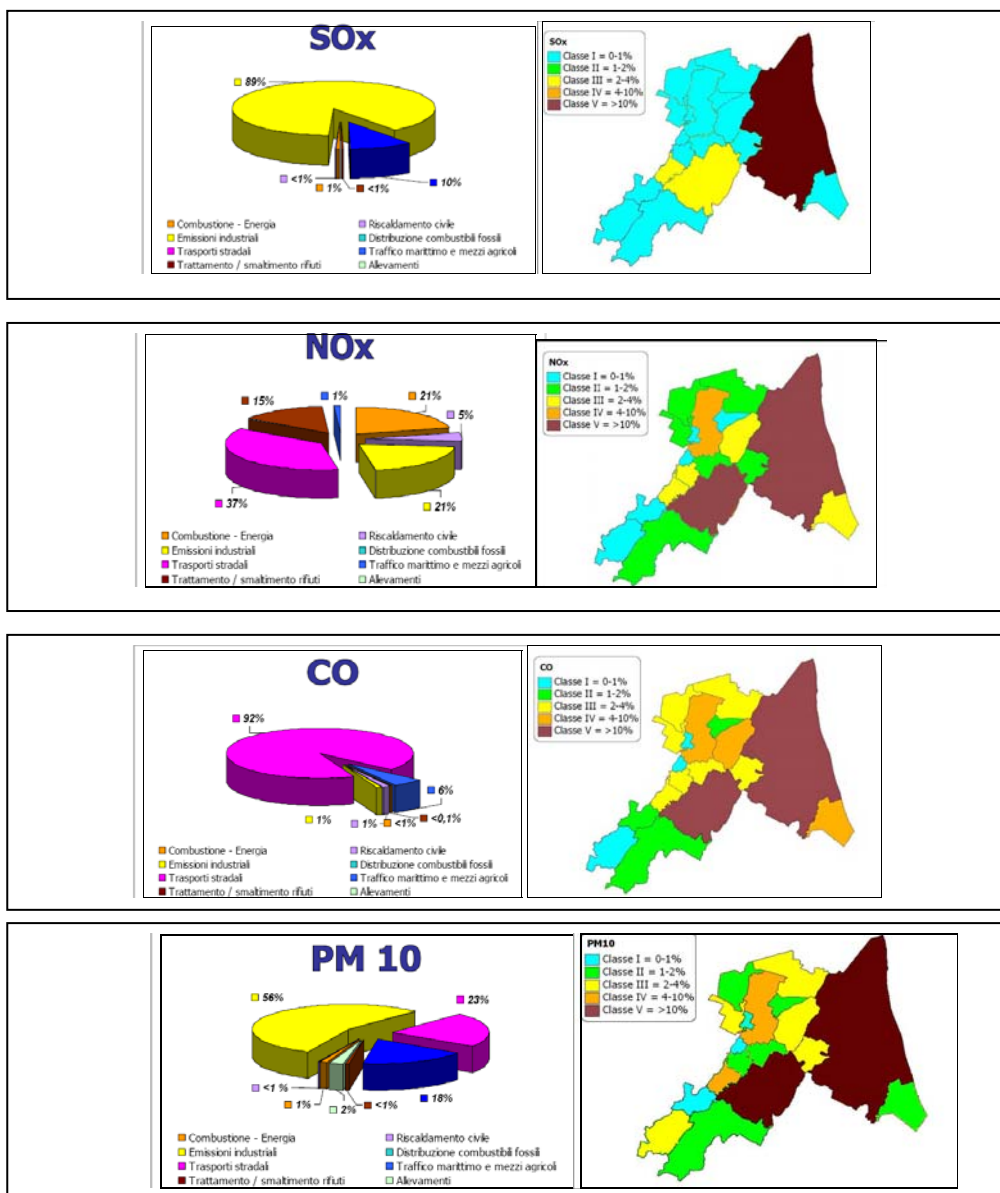 SOx
89%
<1%
1%
<1%
10%
Combustione - Energia
Riscaldamento civile
Emissioni industriali
Distribuzione combustibili fossili
Trasporti stradali
Traffico marittimo e mezzi agricoli
Trattamento / smaltimento rifiuti
Allevamenti
SOx
Classe I = 0-1%
Classe II = 1-2%
Classe III = 2-4%
Classe IV = 4-10%
Classe V = >10%
NOx
15%
1%
21%
5%
37%
21%
Combustione - Energia
Riscaldamento civile
Emissioni industriali
Distribuzione combustibili fossili
Trasporti stradali
Traffico marittimo e mezzi agricoli
Trattamento / smaltimento rifiuti
Allevamenti
NOx
Classe I = 0-1%
Classe II = 1-2%
Classe III = 2-4%
Classe IV = 4-10%
Classe V = >10%
CO
92%
6%
1%
1%
<1%
<0,1%
Combustione - Energia
Riscaldamento civile
Emissioni industriali
Distribuzione combustibili fossili
Trasporti stradali
Traffico marittimo e mezzi agricoli
Trattamento / smaltimento rifiuti
Allevamenti
CO
Classe I = 0-1%
Classe II = 1-2%
Classe III = 2-4%
Classe IV = 4-10%
Classe V = >10%
PM 10
56%
23%
<1 %
1%
2%
<1%
18%
Combustione - Energia
Riscaldamento civile
Emissioni industriali
Distribuzione combustibili fossili
Trasporti stradali
Traffico marittimo e mezzi agricoli
Trattamento / smaltimento rifiuti
Allevamenti
PM10
Classe I = 0-1%
Classe II = 1-2%
Classe III = 2-4%
Classe IV = 4-10%
Classe V = >10%